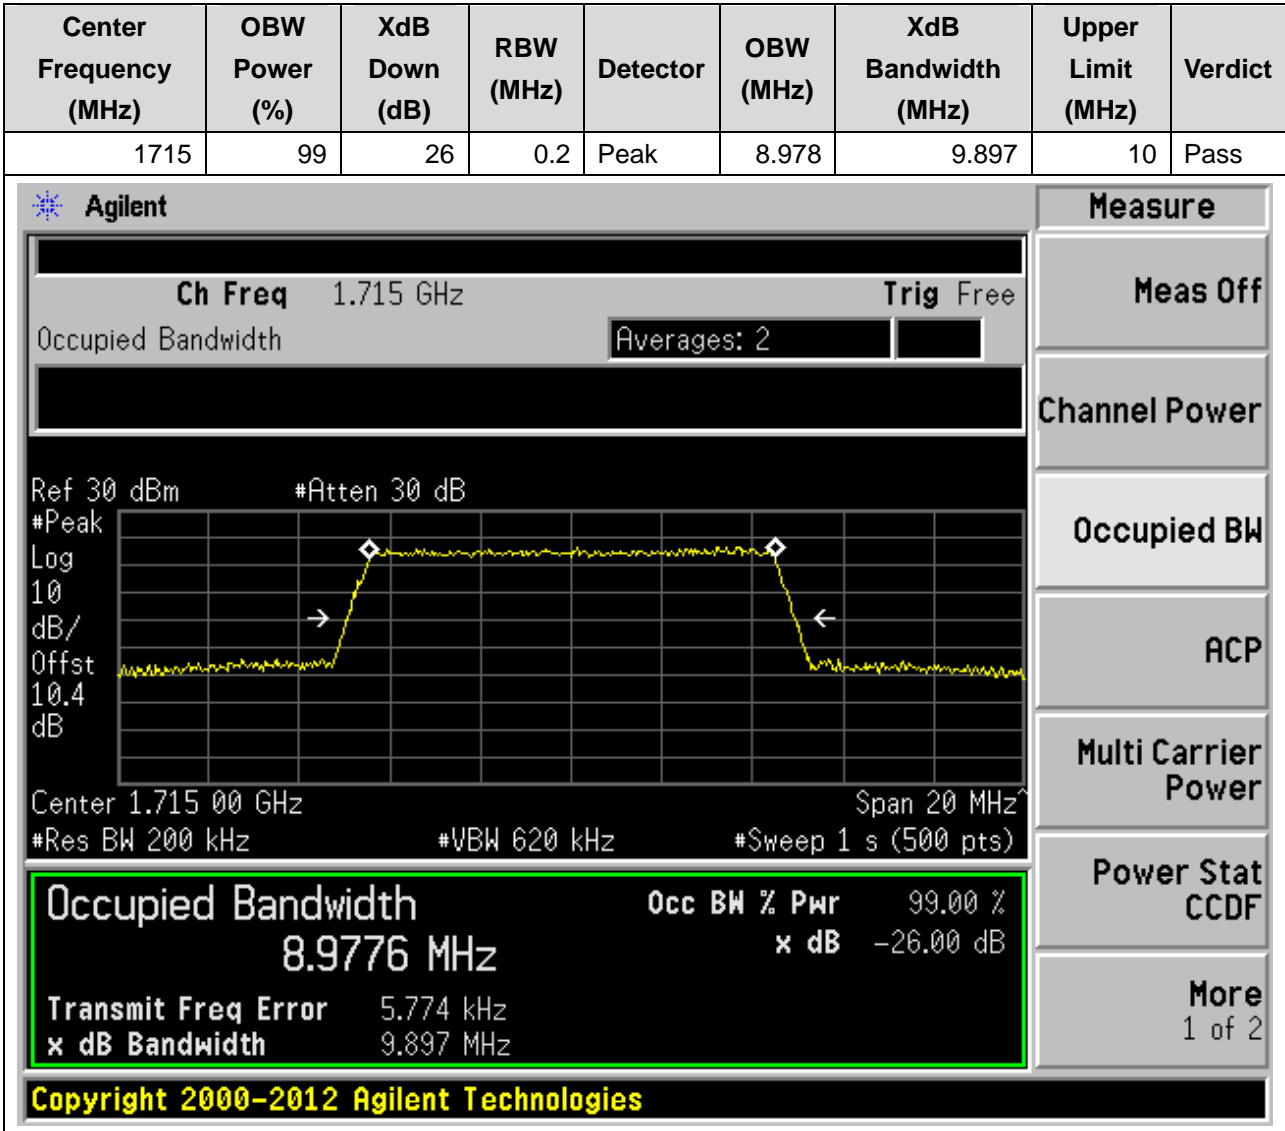 Center Frequency (MHz) OBW Power (%) XdB Down (dB) RBW (MHz) Detector OBW (MHz) XdB Bandwidth (MHz) Upper Limit (MHz) Verdict
1715 99 26 0.2 Peak 8.978 9.897 10 Pass
Agilent
Measure
Ch Freq 1.715 GHz Trig Free
Meas Off
Occupied Bandwidth Averages: 2
Channel Power
Ref 30 dBm #Atten 30 dB
#Peak
Log
10
dB/
Offst
10.4
dB
Occupied BW
ACP
Multi Carrier
Power
Center 1.715 00 GHz Span 20 MHz^
#Res BW 200 kHz #VBW 620 kHz #Sweep 1 s (500 pts)
Power Stat
CCDF
Occupied Bandwidth Occ BW % Pwr 99.00 %
8.9776 MHz x dB -26.00 dB
Transmit Freq Error 5.774 kHz
x dB Bandwidth 9.897 MHz
More
1 of 2
Copyright 2000-2012 Agilent Technologies